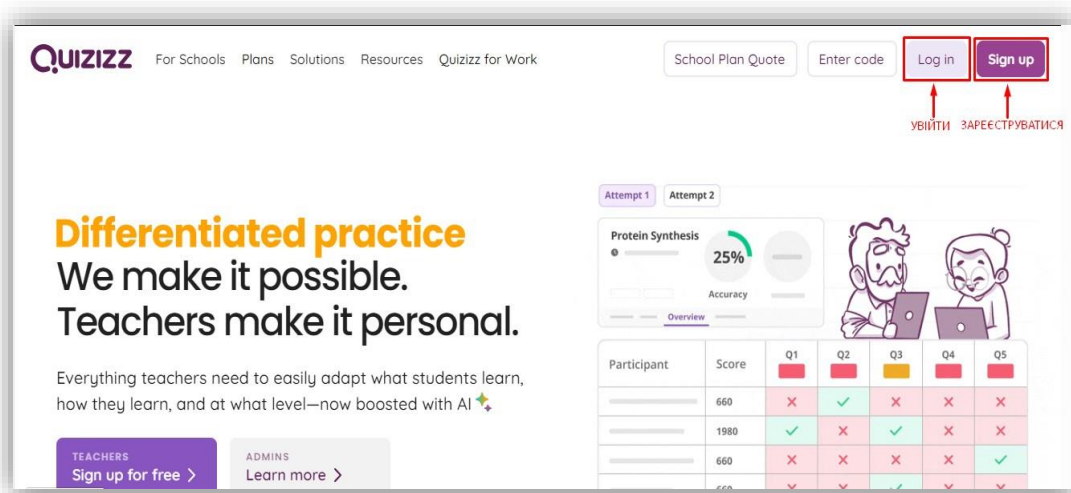 QUIZIZZ For Schools Plans Solutions Resources Quizizz for Work School Plan Quote Enter code Log in Sign up
УВІЙТИ ЗАРЕЄСТРУВАТИСЯ
Differentiated practice
We make it possible.
Teachers make it personal.
Everything teachers need to easily adapt what students learn,
how they learn, and at what level—now boosted with AI
TEACHERS
Sign up for free >
ADMINS
Learn more >
Attempt 1 Attempt 2
Protein Synthesis
25%
Accuracy
Overview
Participant Score Q1 Q2 Q3 Q4 Q5
660
1980
660
660